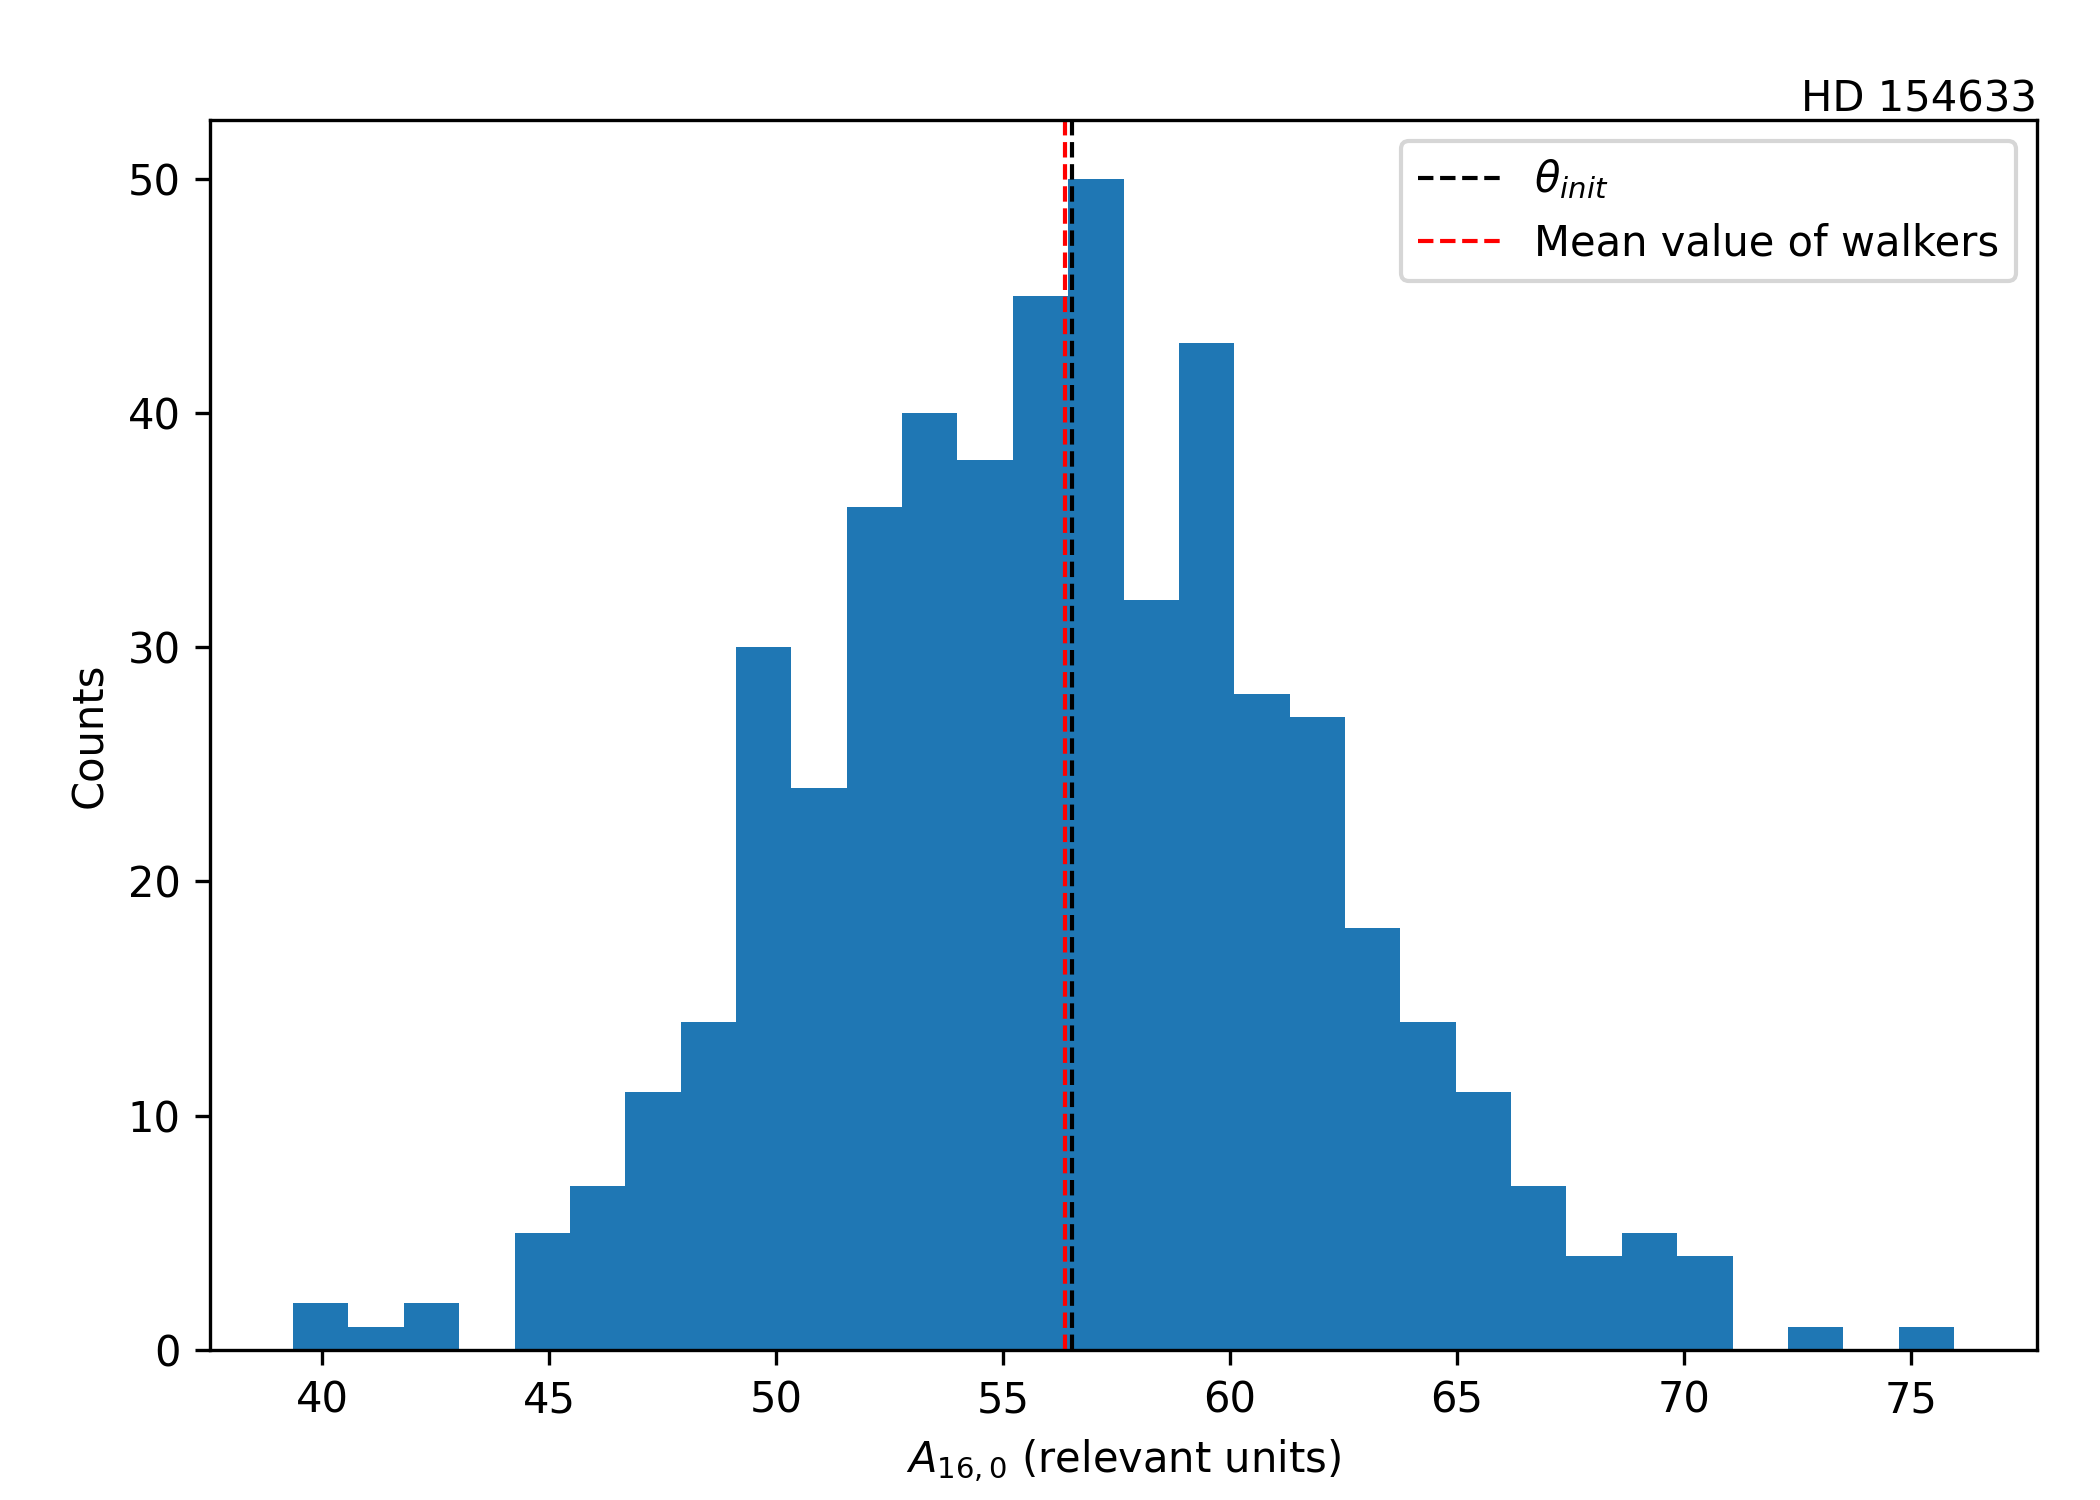 HD 154633
θinit
Mean value of walkers
50
40
30
20
10
0
Counts
40 45 50 55 60 65 70 75
A16,0 (relevant units)